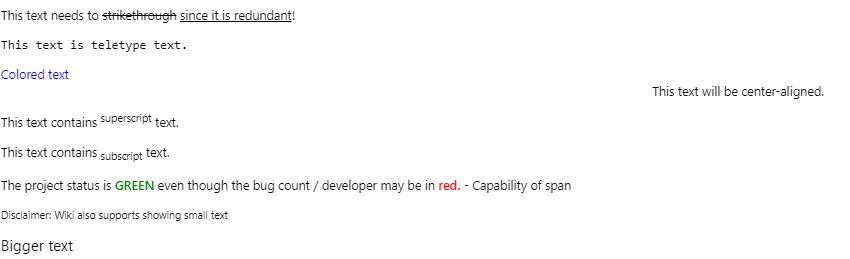 This text needs to strikethrough since it is redundant!
This text is teletype text.
Colored text
This text will be center-aligned.
This text contains superscript text.
This text contains subscript text.
The project status is GREEN even though the bug count / developer may be in red. - Capability of span
Disclaimer: Wiki also supports showing small text
Bigger text